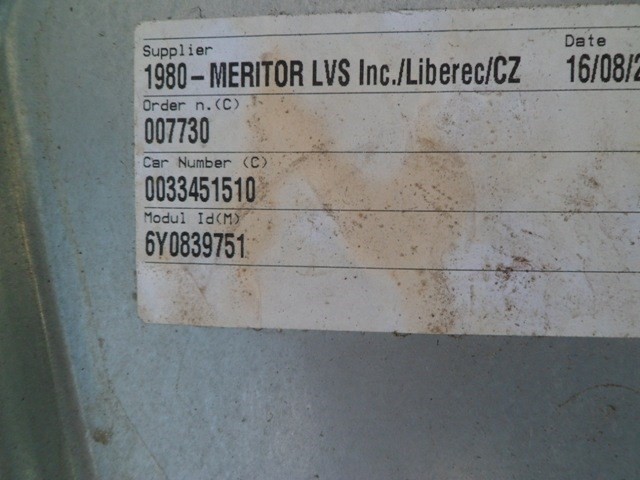 Supplier
Date
1980-MERITOR LVS Inc./Liberec/CZ
16/08/2
Order n.(C)
007730
Car Number (C)
0033451510
Modul Id(M)
6Y0839751